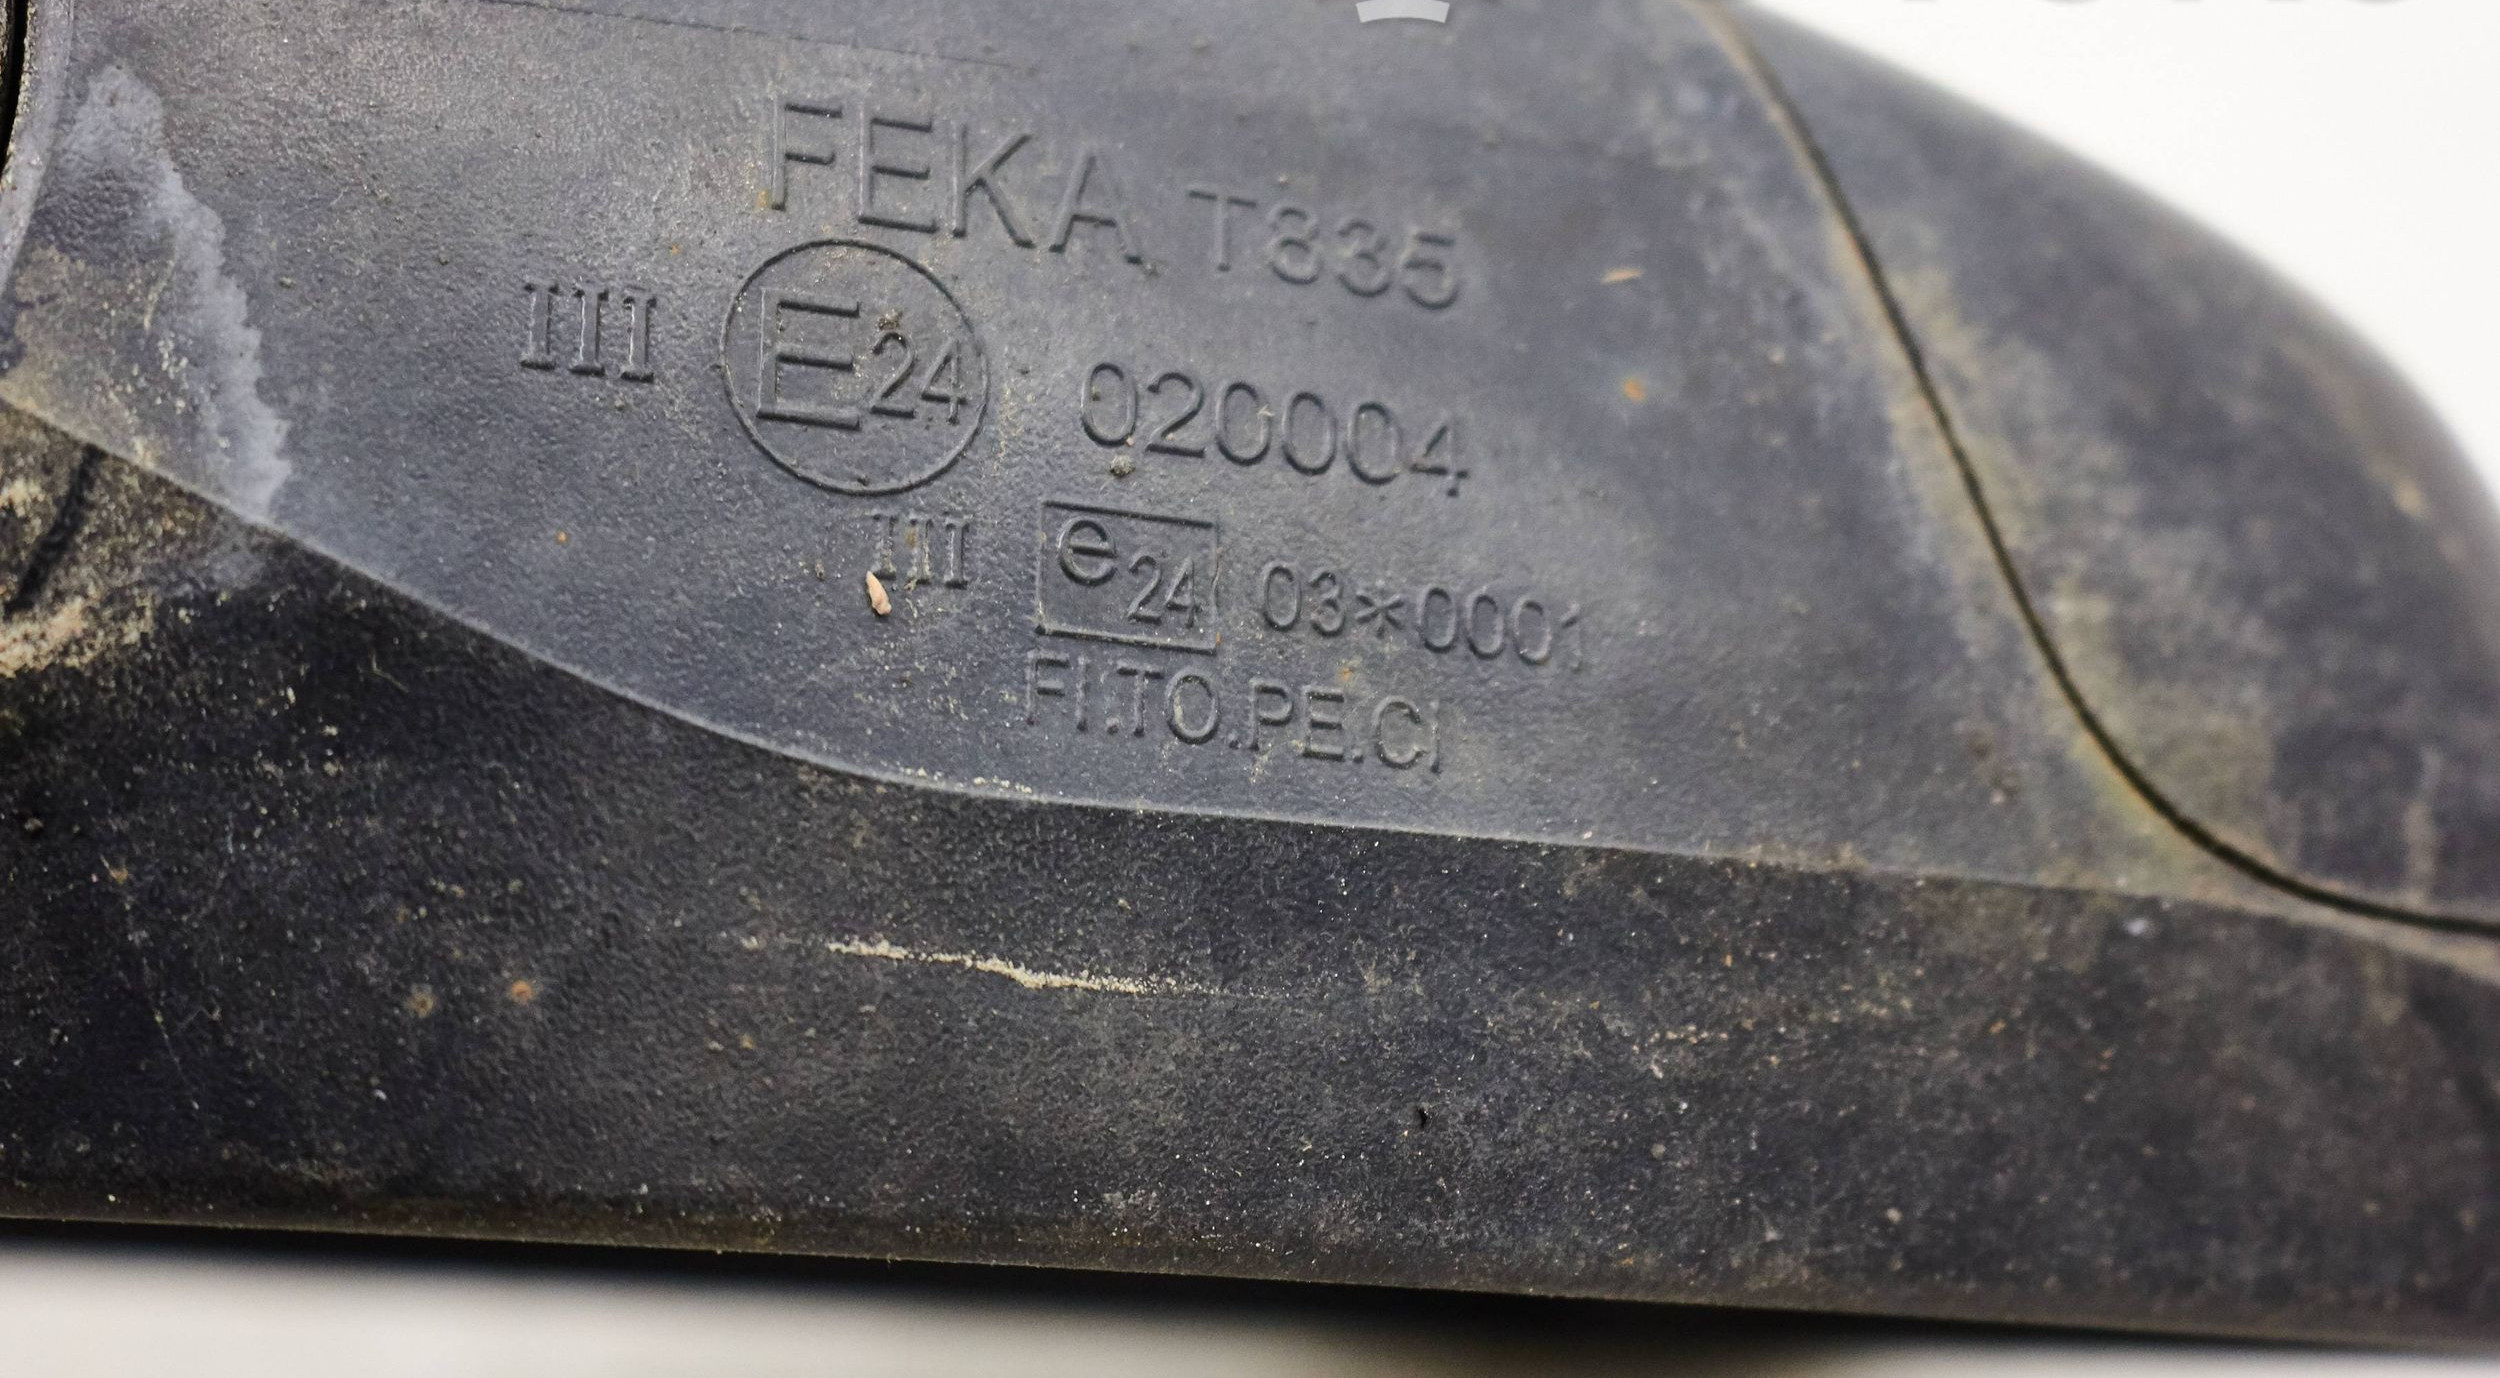 FEKA T835
III E24 020004
III e24 03*0001
FI.TO.PE.CI